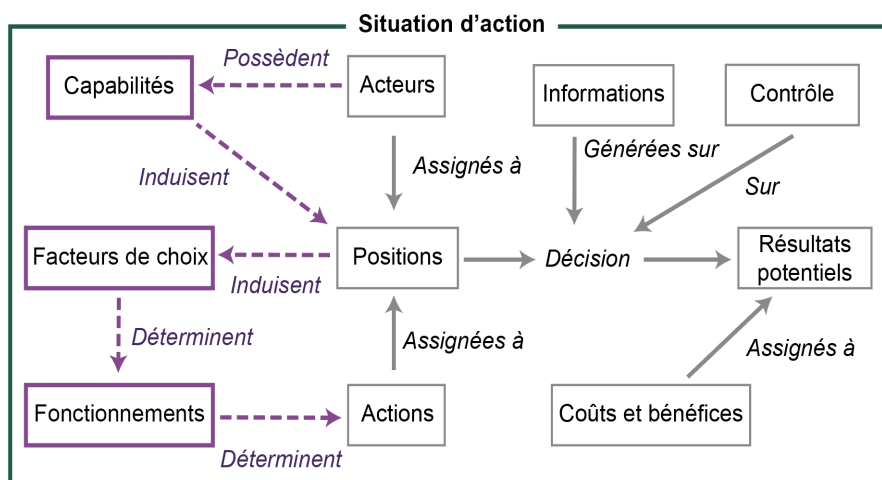 Situation d’action
Possèdent
Capabilités
Acteurs
Informations
Contrôle
Induisent
Assignés à
Générées sur
Sur
Facteurs de choix
Positions
Décision
Résultats
potentiels
Induisent
Déterminent
Assignées à
Assignés à
Fonctionnements
Actions
Coûts et bénéfices
Déterminent